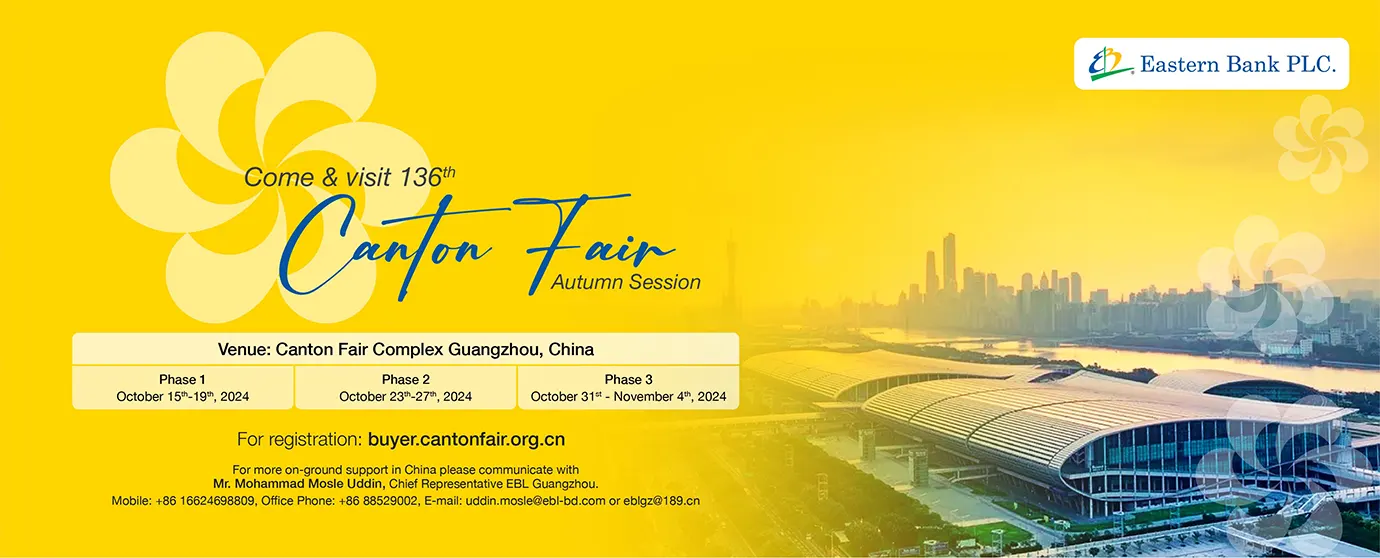 Eastern Bank PLC.
Come & visit 136th
Canton Fair
Autumn Session
Venue: Canton Fair Complex Guangzhou, China
Phase 1
October 15th-19th, 2024
Phase 2
October 23th-27th, 2024
Phase 3
October 31st - November 4th, 2024
For registration: buyer.cantonfair.org.cn
For more on-ground support in China please communicate with
Mr. Mohammad Mosle Uddin, Chief Representative EBL Guangzhou.
Mobile: +86 16624698809, Office Phone: +86 88529002, E-mail: uddin.mosle@ebl-bd.com or eblgz@189.cn